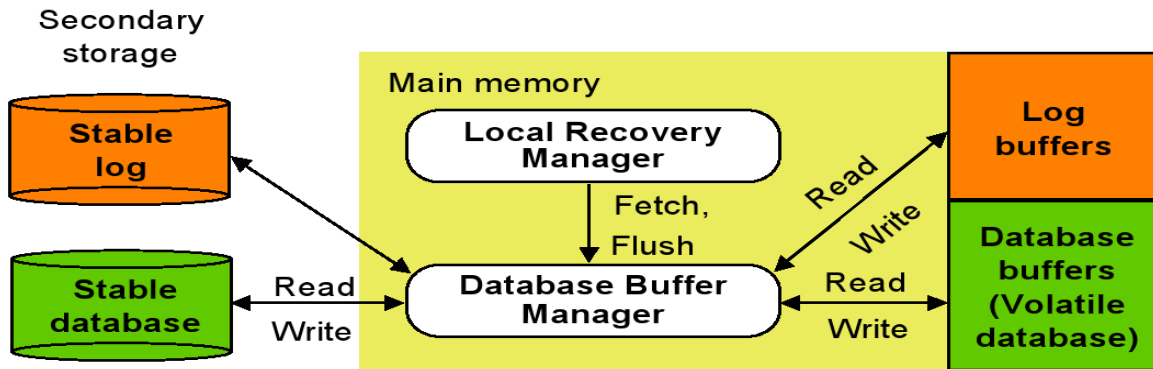 Secondary
storage
Stable
log
Stable
database
Read
Write
Main memory
Local Recovery
Manager
Fetch,
Flush
Database Buffer
Manager
Read
Write
Read
Write
Log
buffers
Database
buffers
(Volatile
database)